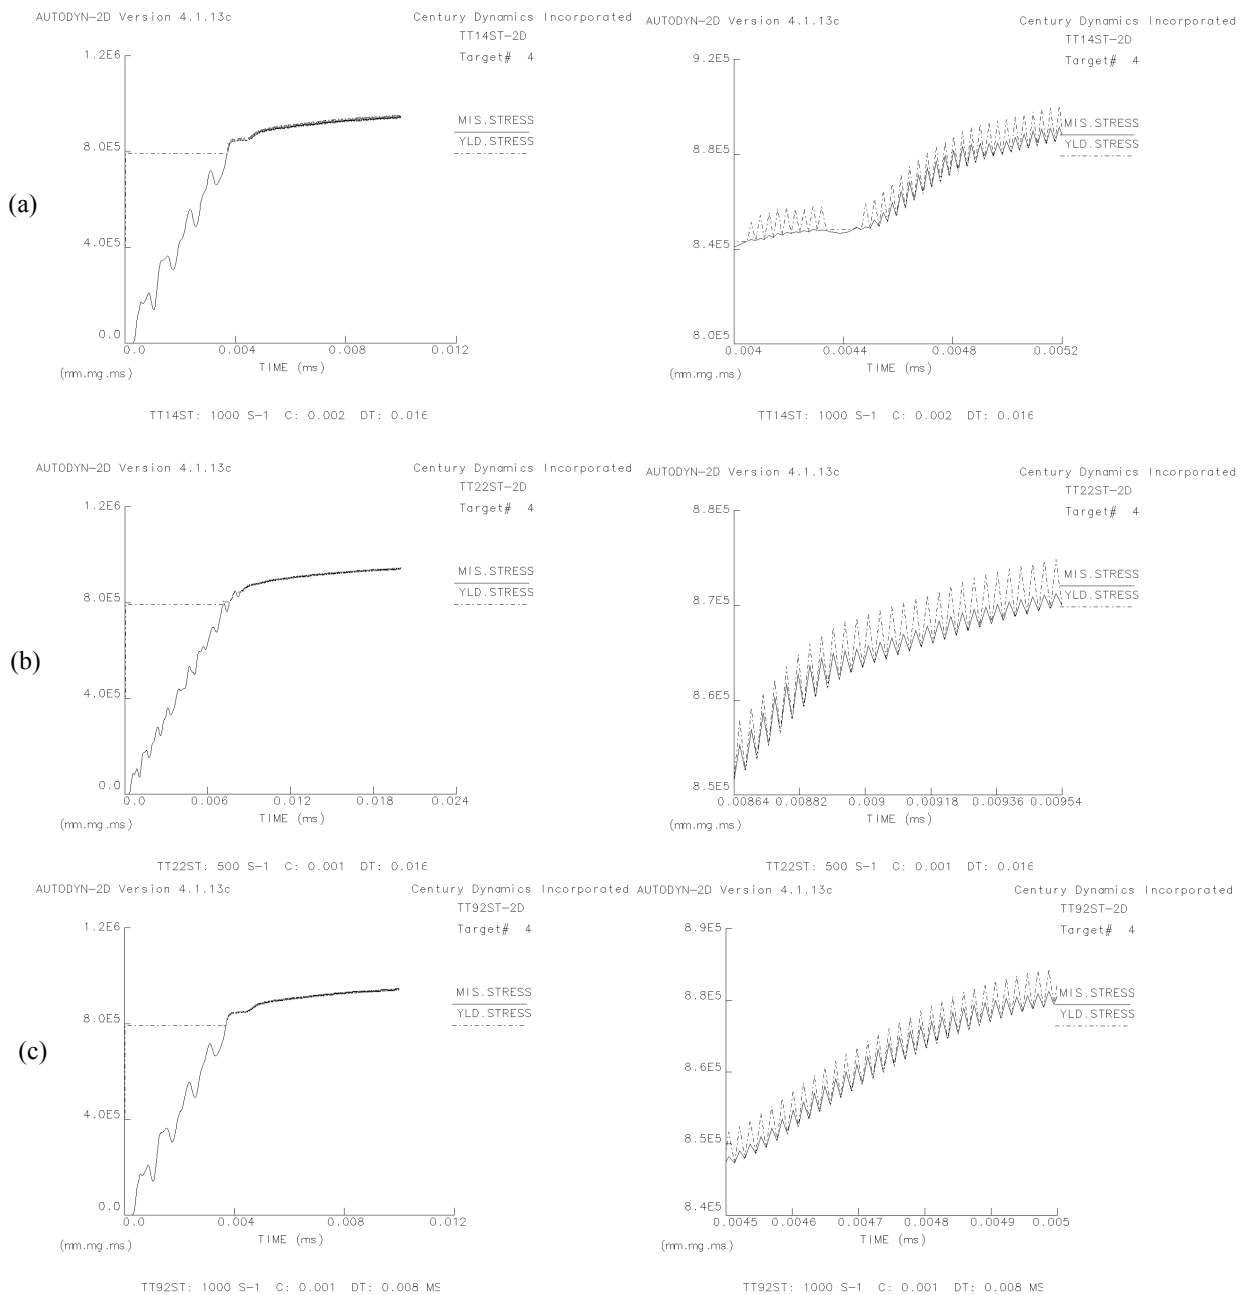 AUTODYN-2D Version 4.1.13c
Century Dynamics Incorporated
TT14ST-2D
Target# 4
1.2E6
MIS.STRESS
YLD.STRESS
8.0E5
4.0E5
0.0
0.0 0.004 0.008 0.012
TIME (ms)
(mm.mg.ms)
TT14ST: 1000 S-1 C: 0.002 DT: 0.016
(a)
AUTODYN-2D Version 4.1.13c
Century Dynamics Incorporated
TT14ST-2D
Target# 4
9.2E5
MIS.STRESS
YLD.STRESS
8.8E5
8.4E5
8.0E5
0.004 0.0044 0.0048 0.0052
TIME (ms)
(mm.mg.ms)
TT14ST: 1000 S-1 C: 0.002 DT: 0.016
AUTODYN-2D Version 4.1.13c
Century Dynamics Incorporated
TT22ST-2D
Target# 4
1.2E6
MIS.STRESS
YLD.STRESS
8.0E5
4.0E5
0.0
0.0 0.006 0.012 0.018 0.024
TIME (ms)
(mm.mg.ms)
TT22ST: 500 S-1 C: 0.001 DT: 0.016
(b)
AUTODYN-2D Version 4.1.13c
Century Dynamics Incorporated
TT22ST-2D
Target# 4
8.8E5
MIS.STRESS
YLD.STRESS
8.7E5
8.6E5
8.5E5
0.00864 0.00882 0.009 0.00918 0.00936 0.00954
TIME (ms)
(mm.mg.ms)
TT22ST: 500 S-1 C: 0.001 DT: 0.016
AUTODYN-2D Version 4.1.13c
Century Dynamics Incorporated
TT92ST-2D
Target# 4
1.2E6
MIS.STRESS
YLD.STRESS
8.0E5
4.0E5
0.0
0.0 0.004 0.008 0.012
TIME (ms)
(mm.mg.ms)
TT92ST: 1000 S-1 C: 0.001 DT: 0.008 MS
(c)
AUTODYN-2D Version 4.1.13c
Century Dynamics Incorporated
TT92ST-2D
Target# 4
8.9E5
MIS.STRESS
YLD.STRESS
8.8E5
8.6E5
8.5E5
8.4E5
0.0045 0.0046 0.0047 0.0048 0.0049 0.005
TIME (ms)
(mm.mg.ms)
TT92ST: 1000 S-1 C: 0.001 DT: 0.008 MS